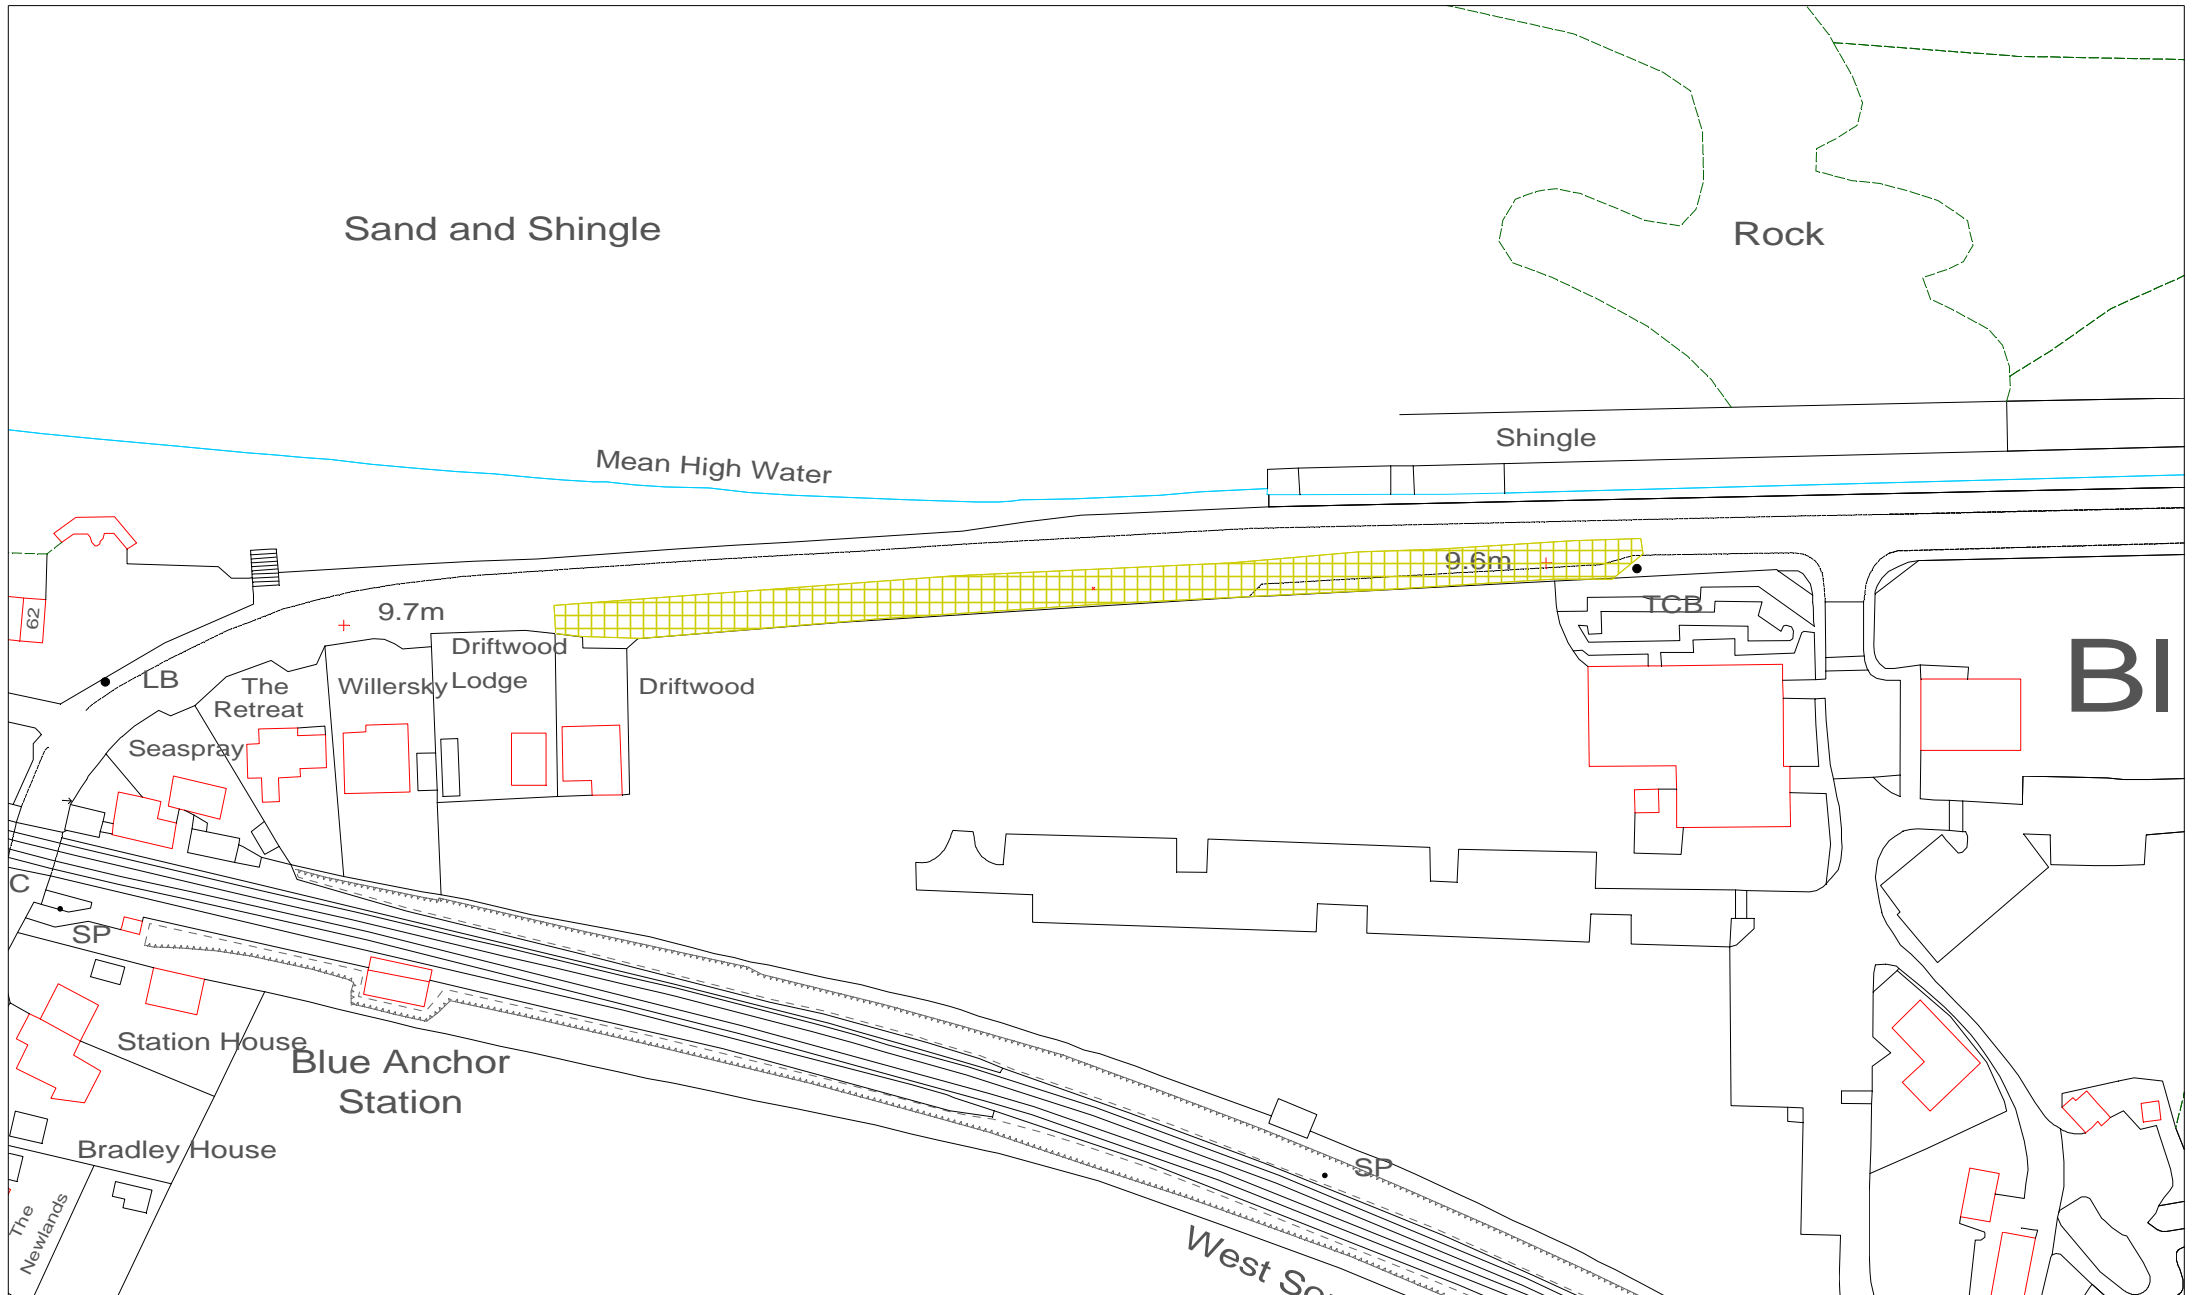 Sand and Shingle
Rock
Shingle
Mean High Water
9.6m
TCB
62
9.7m
Driftwood
Lodge
LB
The
Retreat
Willersky
Driftwood
Bl
Seaspray
C
SP
Station House
Blue Anchor
Station
Bradley House
SP
The
Newlands
West So